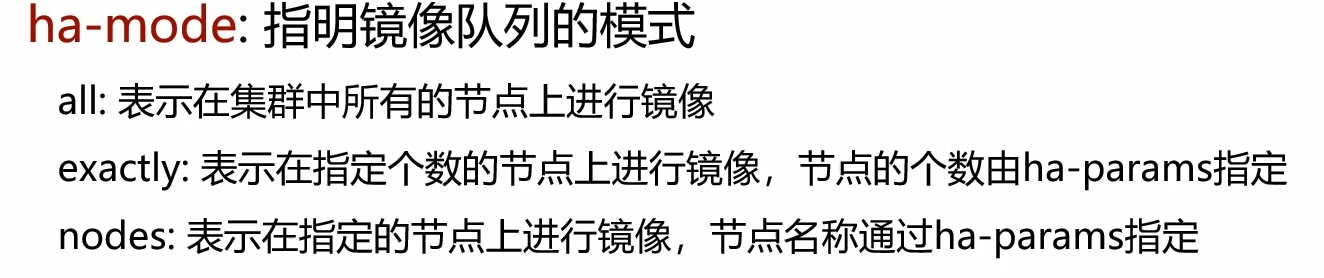 ha-mode: 指明镜像队列的模式
all: 表示在集群中所有的节点上进行镜像
exactly: 表示在指定个数的节点上进行镜像，节点的个数由ha-params指定
nodes: 表示在指定的节点上进行镜像，节点名称通过ha-params指定